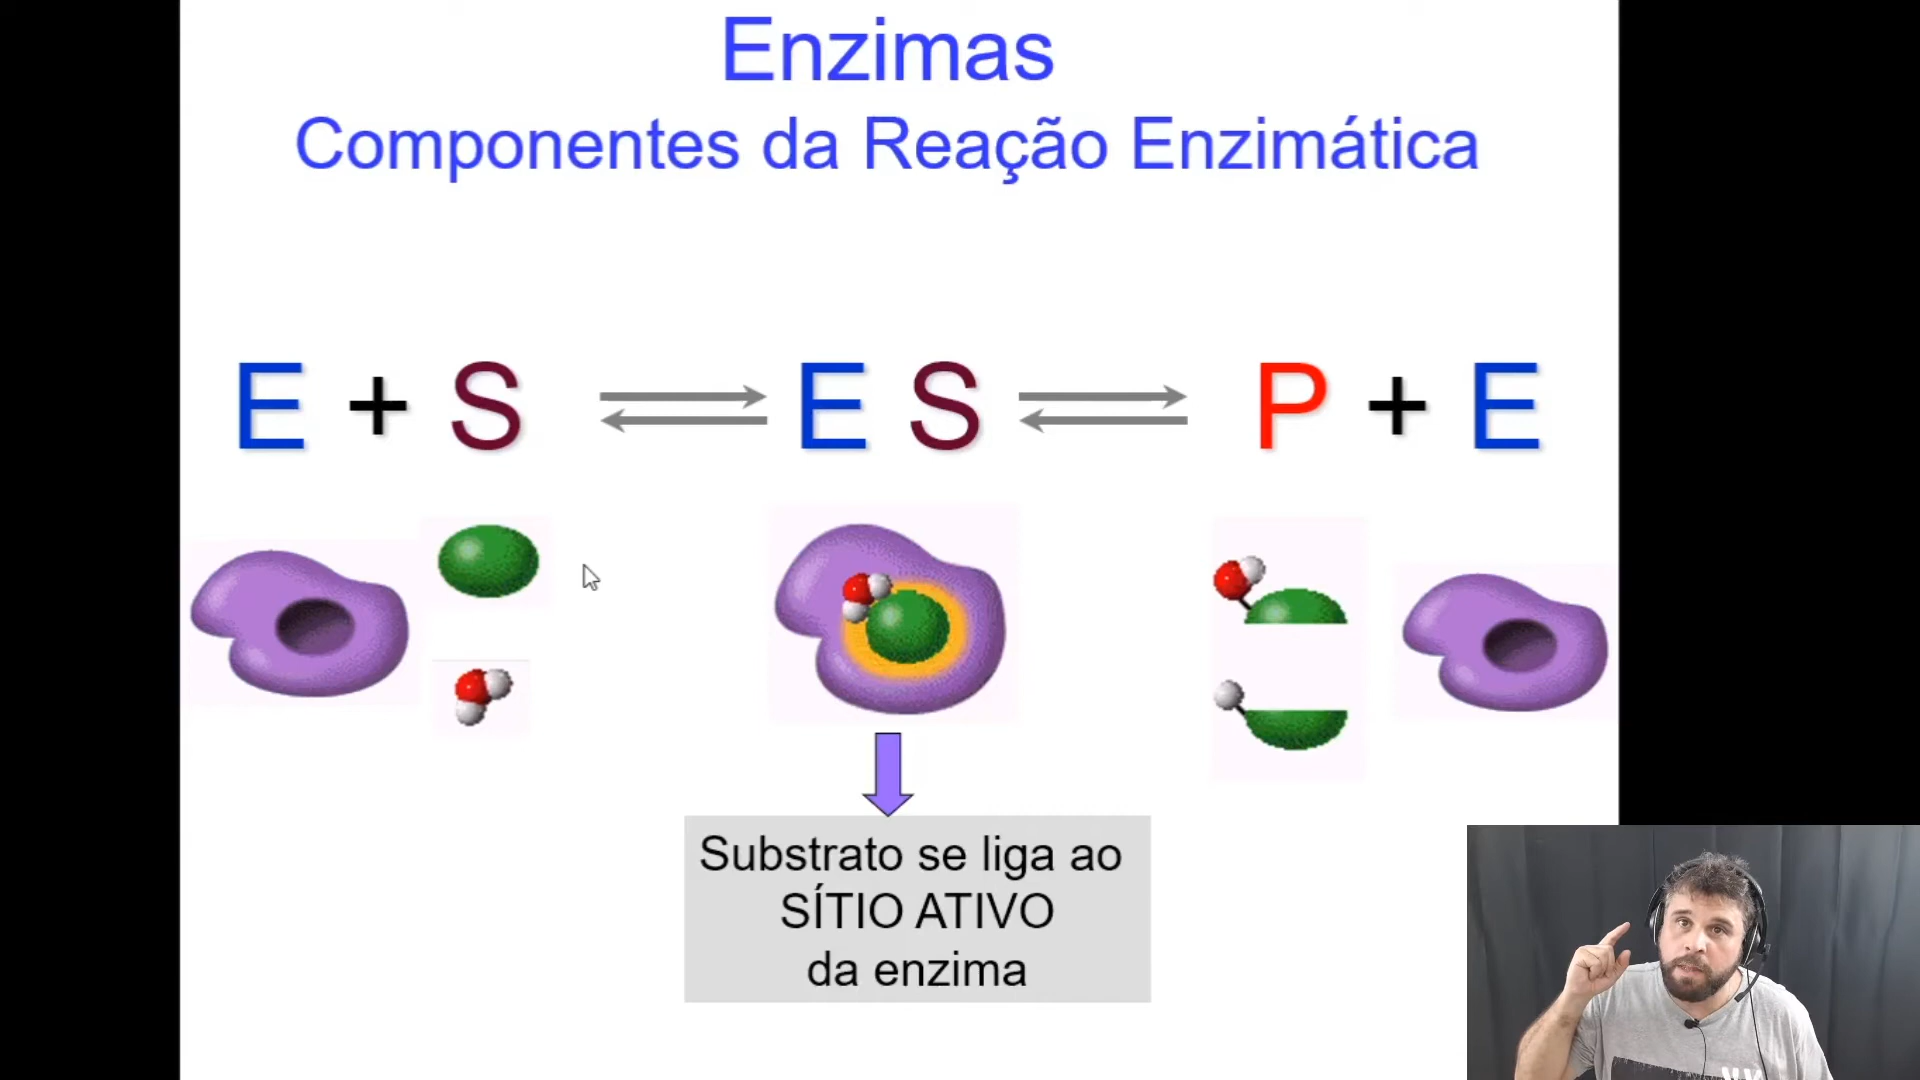 Enzimas
Componentes da Reação Enzimática
E + S E S P + E
Substrato se liga ao
SÍTIO ATIVO
da enzima